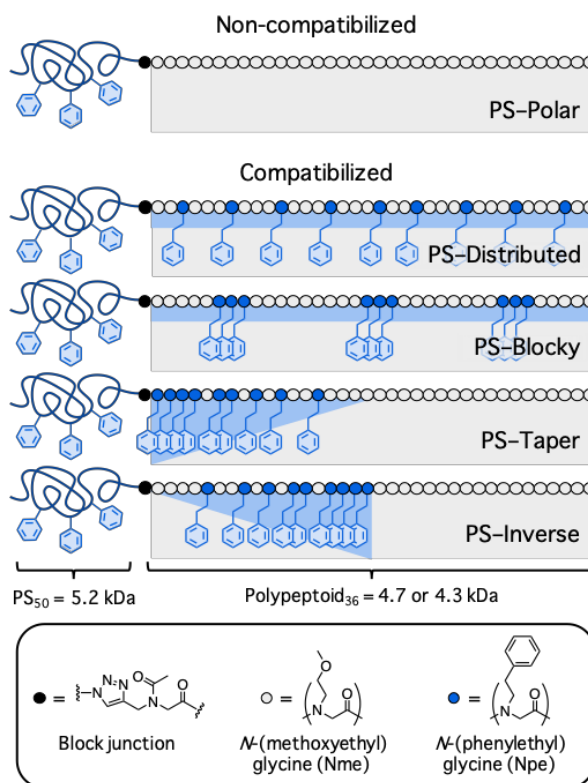 Non-compatibilized
PS–Polar
Compatibilized
PS–Distributed
PS–Blocky
PS–Taper
PS–Inverse
PS₅₀ = 5.2 kDa
Polypeptoid₃₆ = 4.7 or 4.3 kDa
= N=N N O N O
Block junction
= O N O
N-(methoxyethyl)
glycine (Nme)
= N O
N-(phenylethyl)
glycine (Npe)